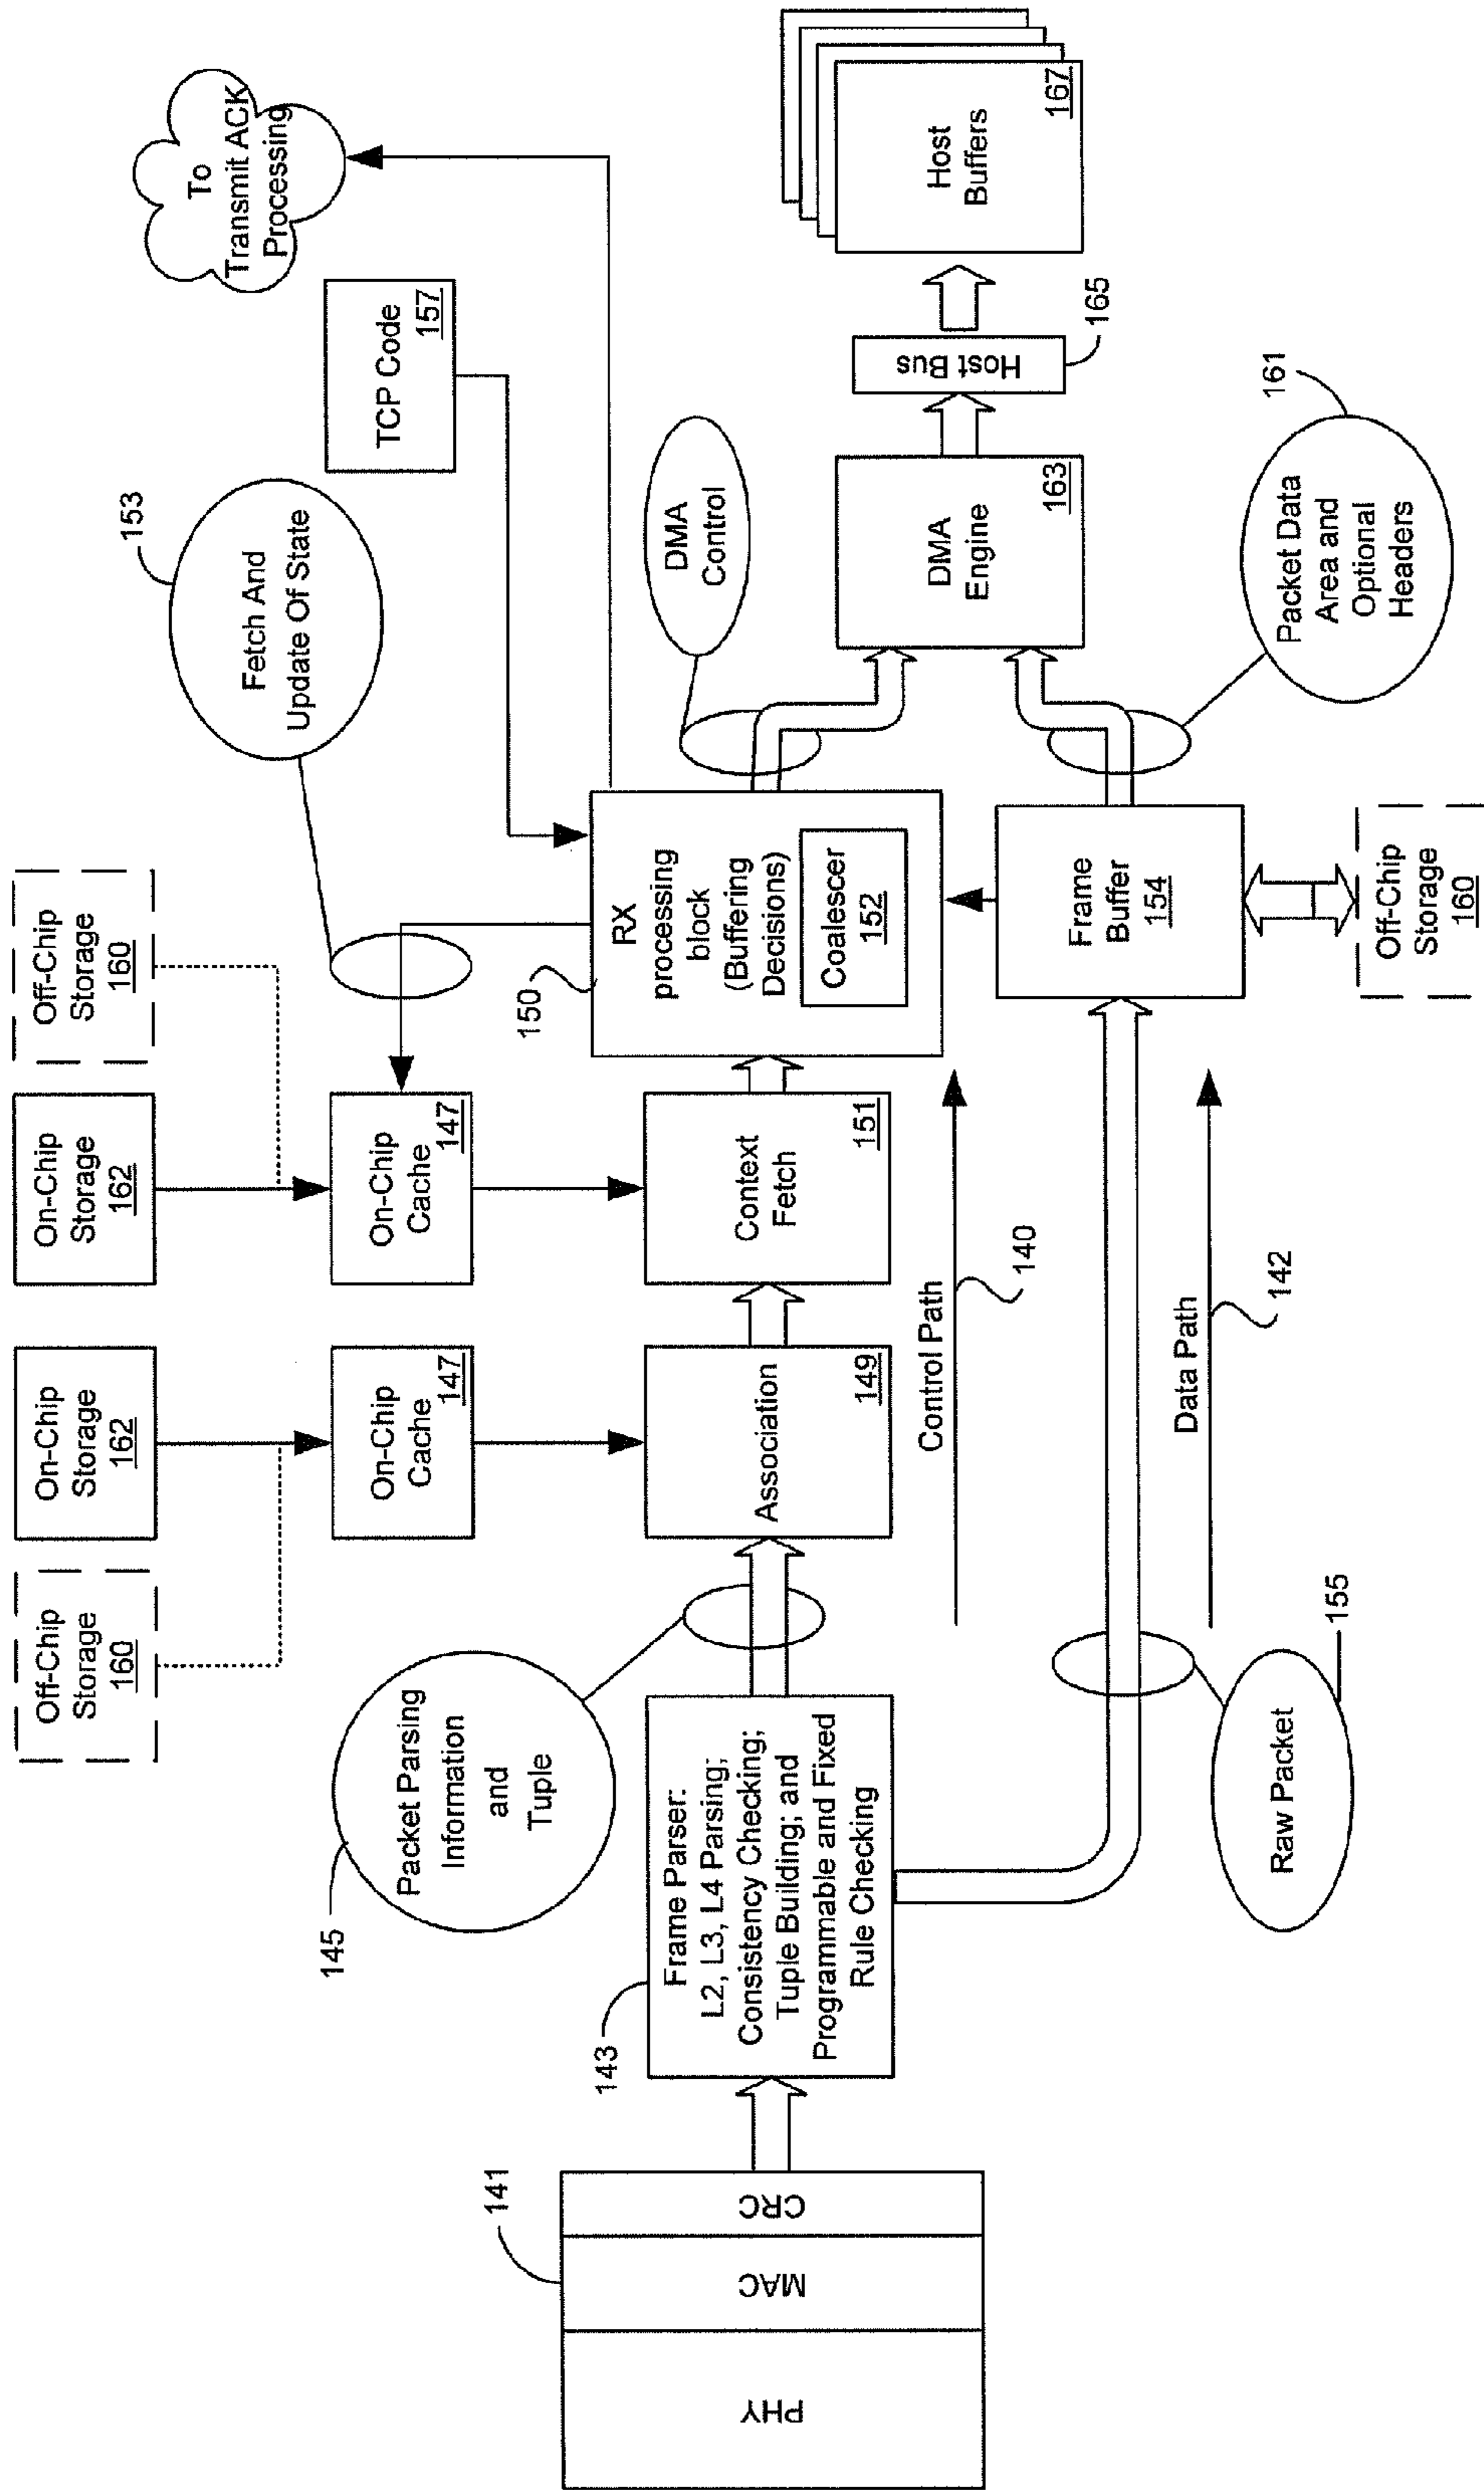 PHY
MAC
CRC
141
143
Frame Parser:
L2, L3, L4 Parsing;
Consistency Checking;
Tuple Building; and
Programmable and Fixed
Rule Checking
145
Packet Parsing
Information
and
Tuple
Raw Packet
155
Off-Chip
Storage
160
On-Chip
Storage
162
On-Chip
Cache
147
Association
149
On-Chip
Storage
162
Off-Chip
Storage
160
On-Chip
Cache
147
Context
Fetch
151
Control Path
140
Data Path
142
153
Fetch And
Update Of State
150
RX
processing
block
(Buffering
Decisions)
Coalescer
152
Frame
Buffer
154
Off-Chip
Storage
160
TCP Code
157
To
Transmit ACK
Processing
DMA
Control
DMA
Engine
163
Packet Data
Area and
Optional
Headers
161
Host Bus
165
Host
Buffers
167